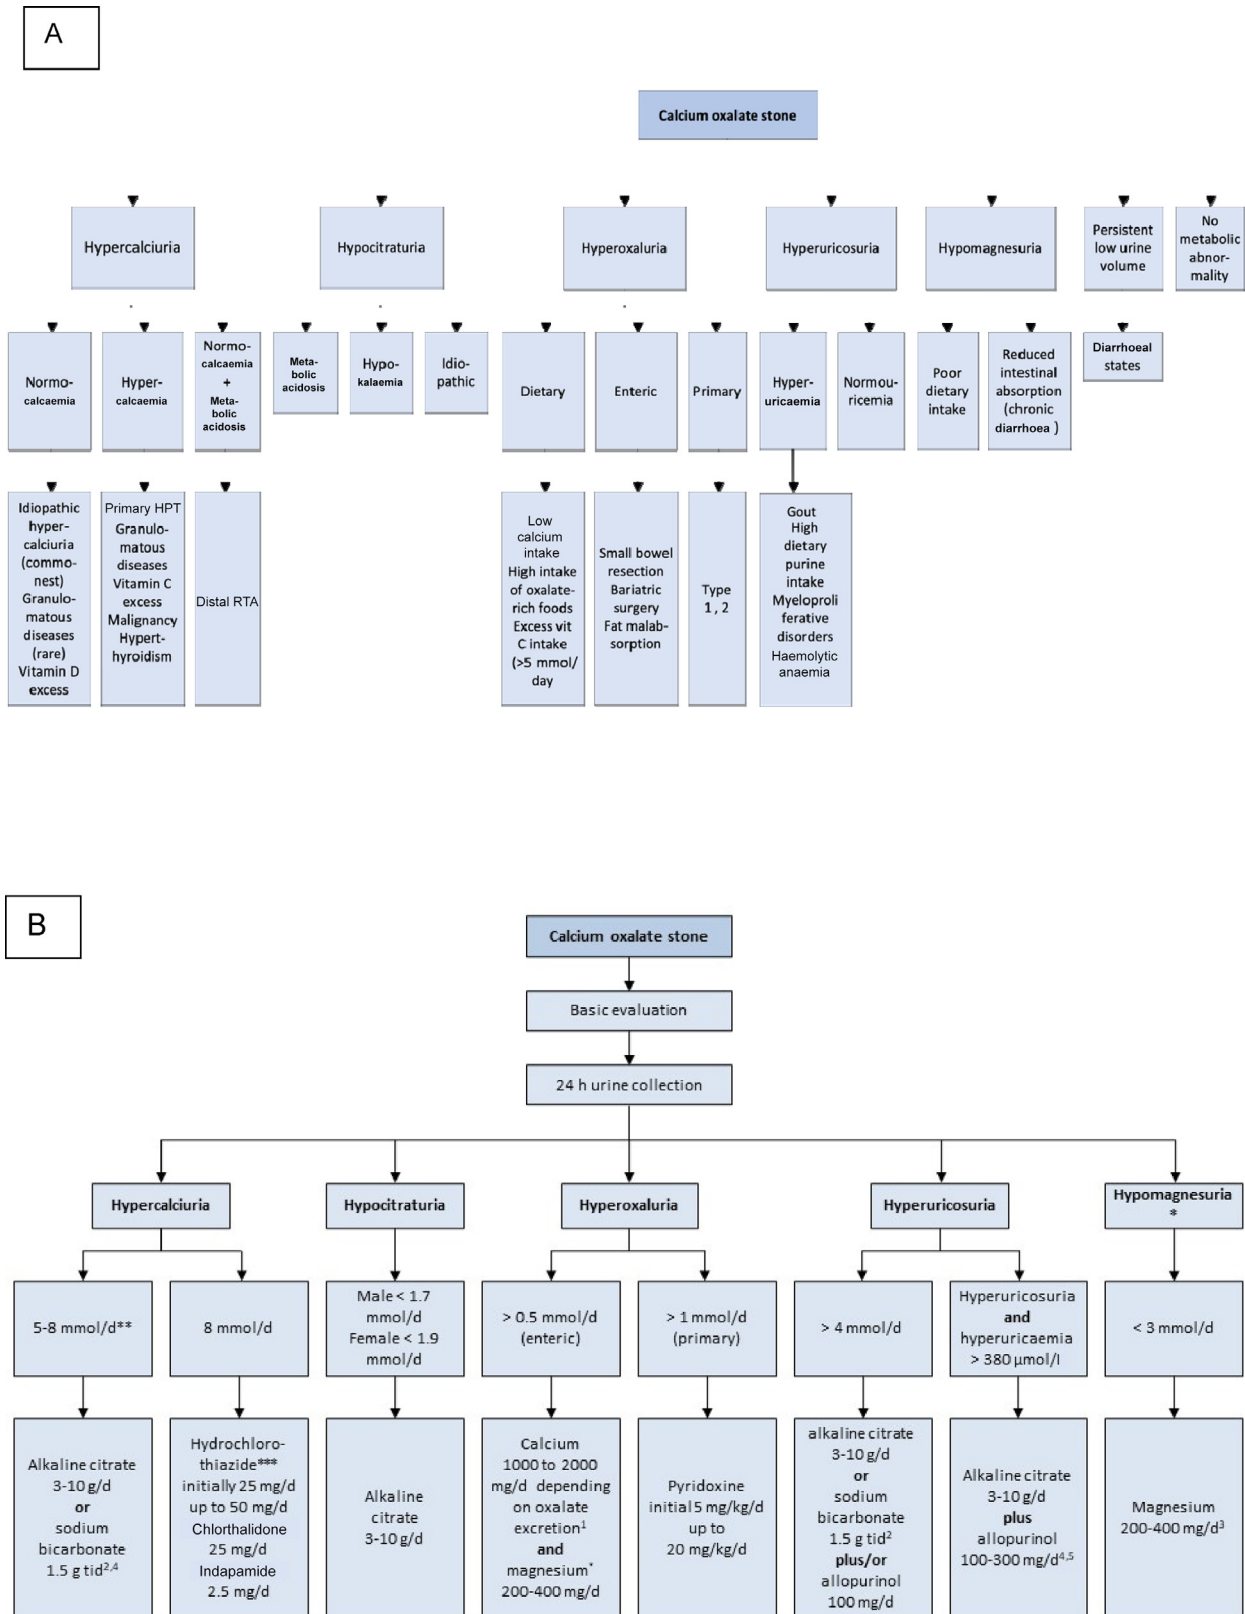 A
Calcium oxalate stone
Hypercalciuria
Hypocitraturia
Hyperoxaluria
Hyperuricosuria
Hypomagnesuria
Persistent
low urine
volume
No
metabolic
abnor-
mality
Normo-
calcaemia
Hyper-
calcaemia
Normo-
calcaemia
+
Meta-
bolic
acidosis
Meta-
bolic
acidosis
Hypo-
kalaemia
Idio-
pathic
Dietary
Enteric
Primary
Hyper-
uricaemia
Normou-
ricemia
Poor
dietary
intake
Reduced
intestinal
absorption
(chronic
diarrhoea )
Diarrhoeal
states
Idiopathic
hyper-
calciuria
(commo-
nest)
Granulo-
matous
diseases
(rare)
Vitamin D
excess
Primary HPT
Granulo-
matous
diseases
Vitamin C
excess
Malignancy
Hypert-
hyroidism
Distal RTA
Low
calcium
intake
High intake
of oxalate-
rich foods
Excess vit
C intake
(>5 mmol/
day
Small bowel
resection
Bariatric
surgery
Fat malab-
sorption
Type
1 , 2
Gout
High
dietary
purine
intake
Myeloproli
ferative
disorders
Haemolytic
anaemia
B
Calcium oxalate stone
Basic evaluation
24 h urine collection
Hypercalciuria
Hypocitraturia
Hyperoxaluria
Hyperuricosuria
Hypomagnesuria
*
5-8 mmol/d**
8 mmol/d
Male < 1.7
mmol/d
Female < 1.9
mmol/d
> 0.5 mmol/d
(enteric)
> 1 mmol/d
(primary)
> 4 mmol/d
Hyperuricosuria
and
hyperuricaemia
> 380 µmol/l
< 3 mmol/d
Alkaline citrate
3-10 g/d
or
sodium
bicarbonate
1.5 g tid2,4
Hydrochloro-
thiazide***
initially 25 mg/d
up to 50 mg/d
Chlorthalidone
25 mg/d
Indapamide
2.5 mg/d
Alkaline
citrate
3-10 g/d
Calcium
1000 to 2000
mg/d depending
on oxalate
excretion1
and
magnesium*
200-400 mg/d
Pyridoxine
initial 5 mg/kg/d
up to
20 mg/kg/d
alkaline citrate
3-10 g/d
or
sodium
bicarbonate
1.5 g tid2
plus/or
allopurinol
100 mg/d
Alkaline citrate
3-10 g/d
plus
allopurinol
100-300 mg/d4,5
Magnesium
200-400 mg/d3